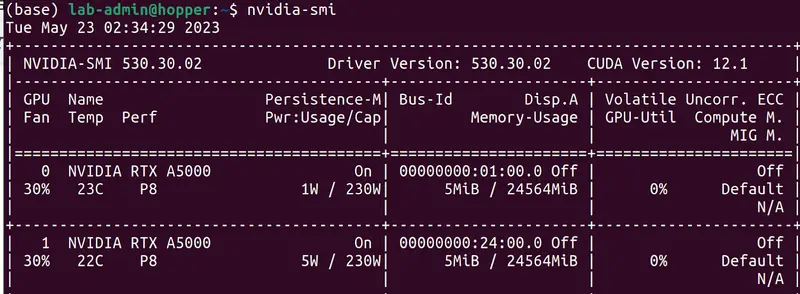 (base) lab-admin@hopper:~$ nvidia-smi
Tue May 23 02:34:29 2023
+---------------------------------------------------------------------------------------+
| NVIDIA-SMI 530.30.02              Driver Version: 530.30.02    CUDA Version: 12.1     |
|-----------------------------------------+----------------------+----------------------+
| GPU  Name                  Persistence-M| Bus-Id        Disp.A | Volatile Uncorr. ECC |
| Fan  Temp  Perf            Pwr:Usage/Cap|         Memory-Usage | GPU-Util  Compute M. |
|                                         |                      |               MIG M. |
|=========================================+======================+======================|
|   0  NVIDIA RTX A5000                On | 00000000:01:00.0 Off |                  Off |
| 30%   23C    P8                1W / 230W|      5MiB / 24564MiB |      0%      Default |
|                                         |                      |                  N/A |
+-----------------------------------------+----------------------+----------------------+
|   1  NVIDIA RTX A5000                On | 00000000:24:00.0 Off |                  Off |
| 30%   22C    P8                5W / 230W|      5MiB / 24564MiB |      0%      Default |
|                                         |                      |                  N/A |